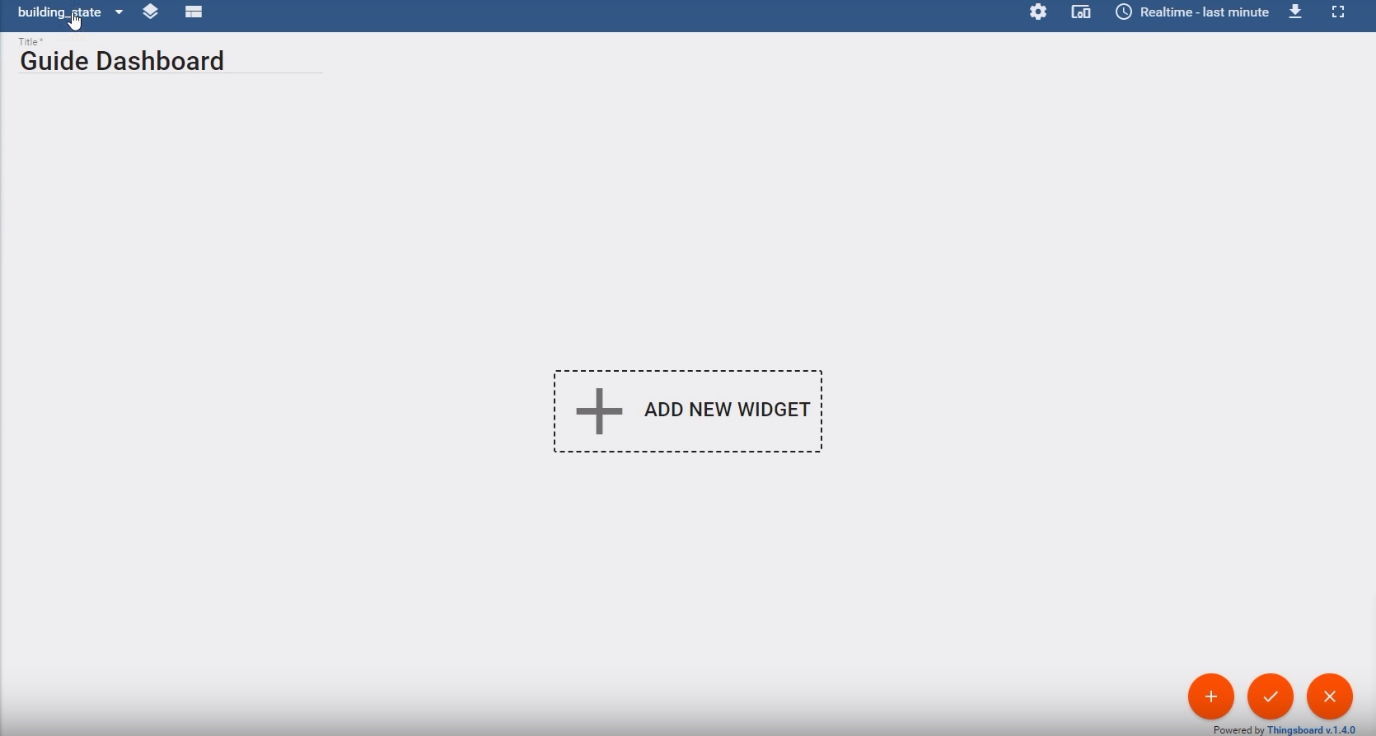 building_state
Realtime - last minute
Title *
Guide Dashboard
ADD NEW WIDGET
Powered by Thingsboard v.1.4.0